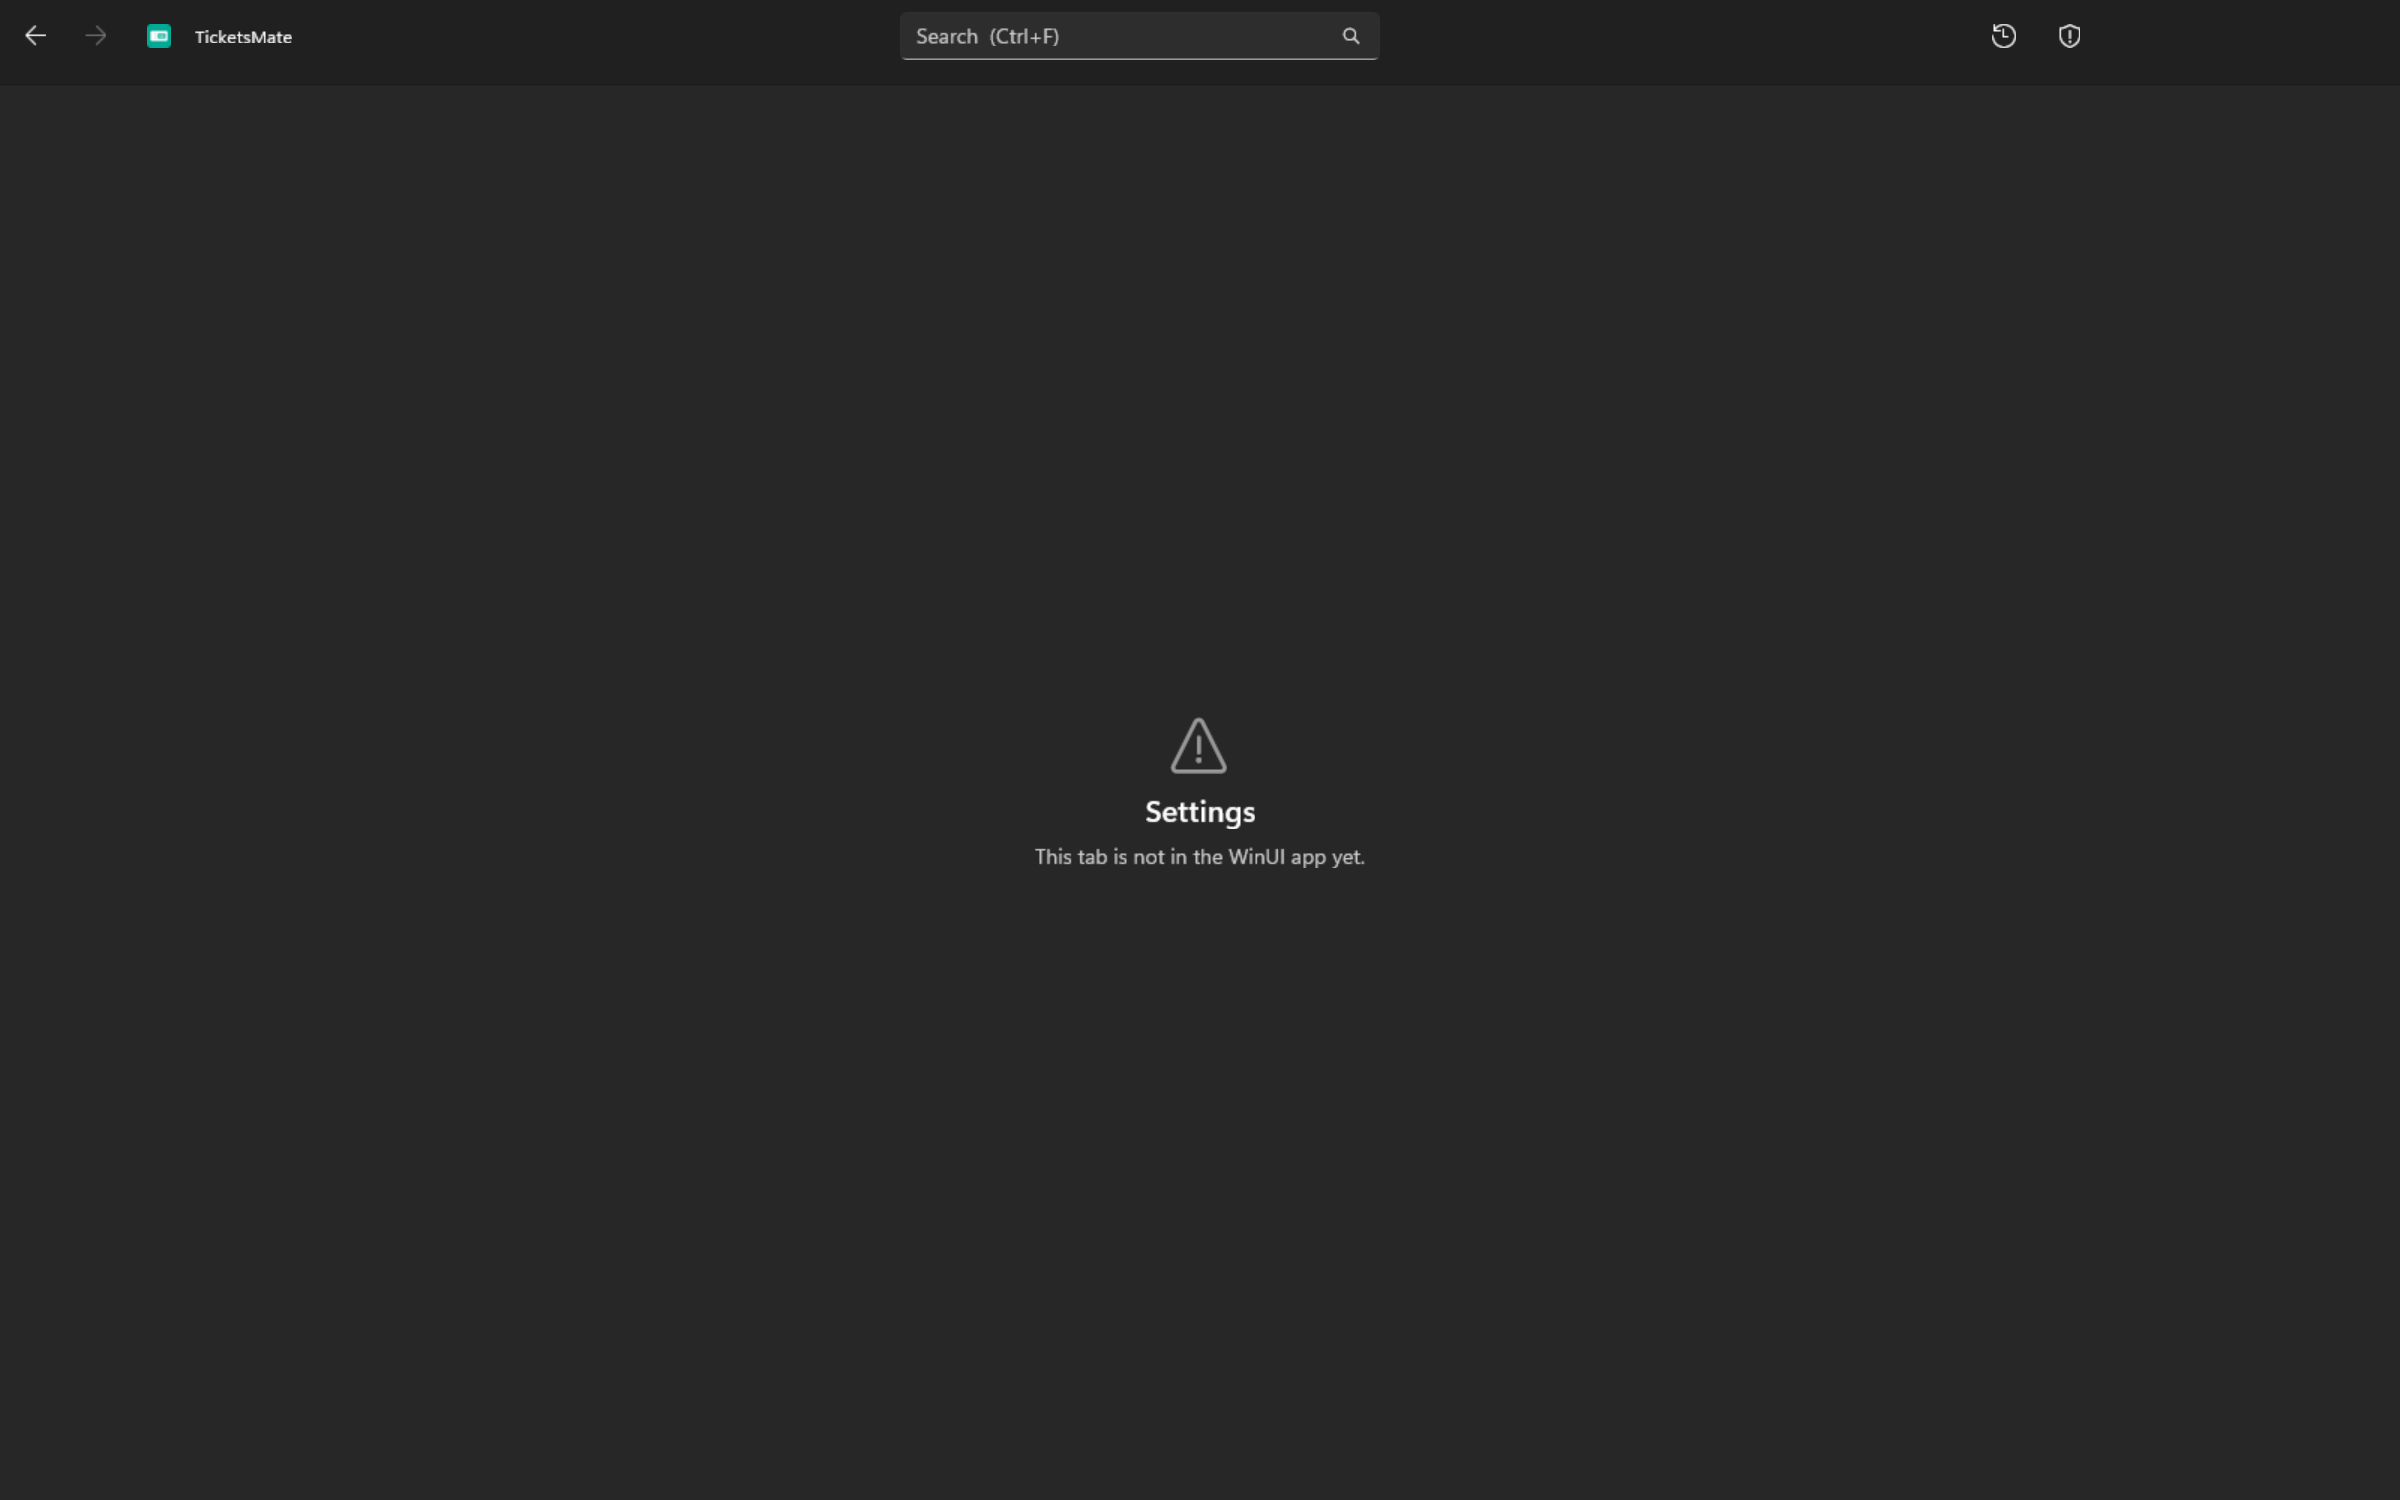 TicketsMate
Search (Ctrl+F)
Settings
This tab is not in the WinUI app yet.